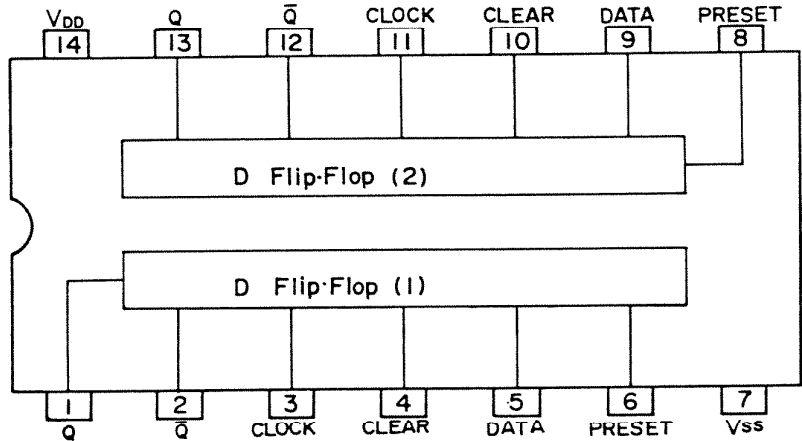 VDD Q Q̄ CLOCK CLEAR DATA PRESET
14 13 12 11 10 9 8
D Flip-Flop (2)
D Flip-Flop (1)
1 2 3 4 5 6 7
Q Q̄ CLOCK CLEAR DATA PRESET Vss